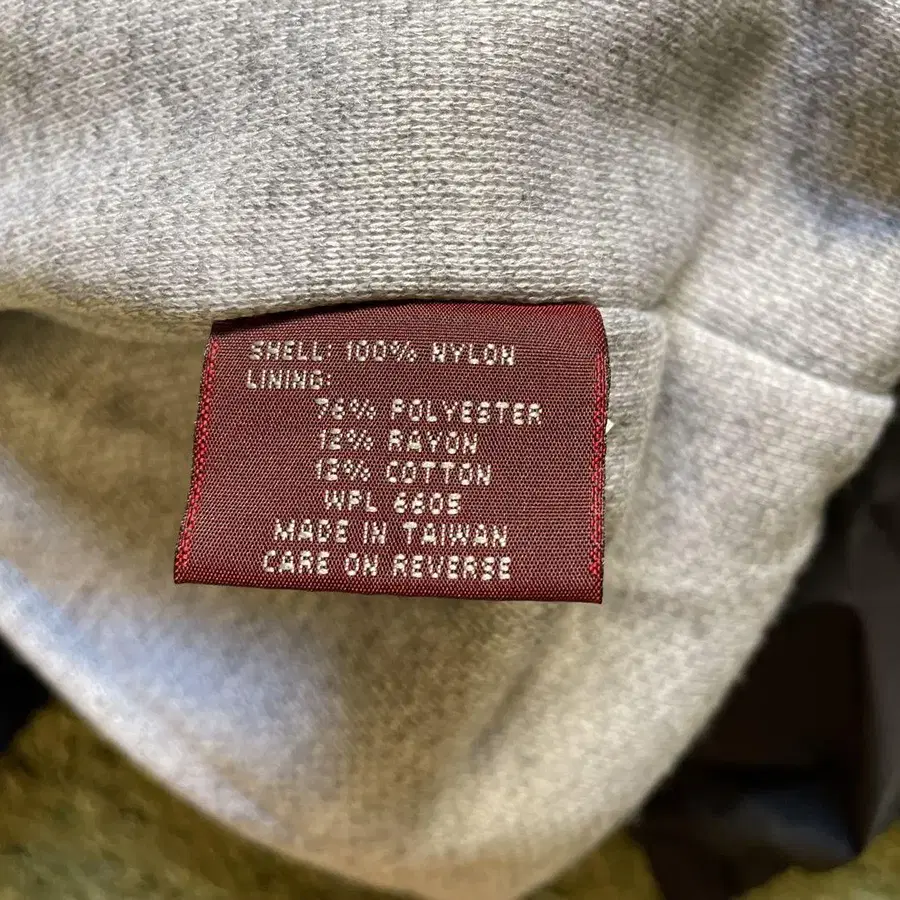 SHELL: 100% NYLON
LINING:
76% POLYESTER
12% RAYON
12% COTTON
WPL 6605
MADE IN TAIWAN
CARE ON REVERSE